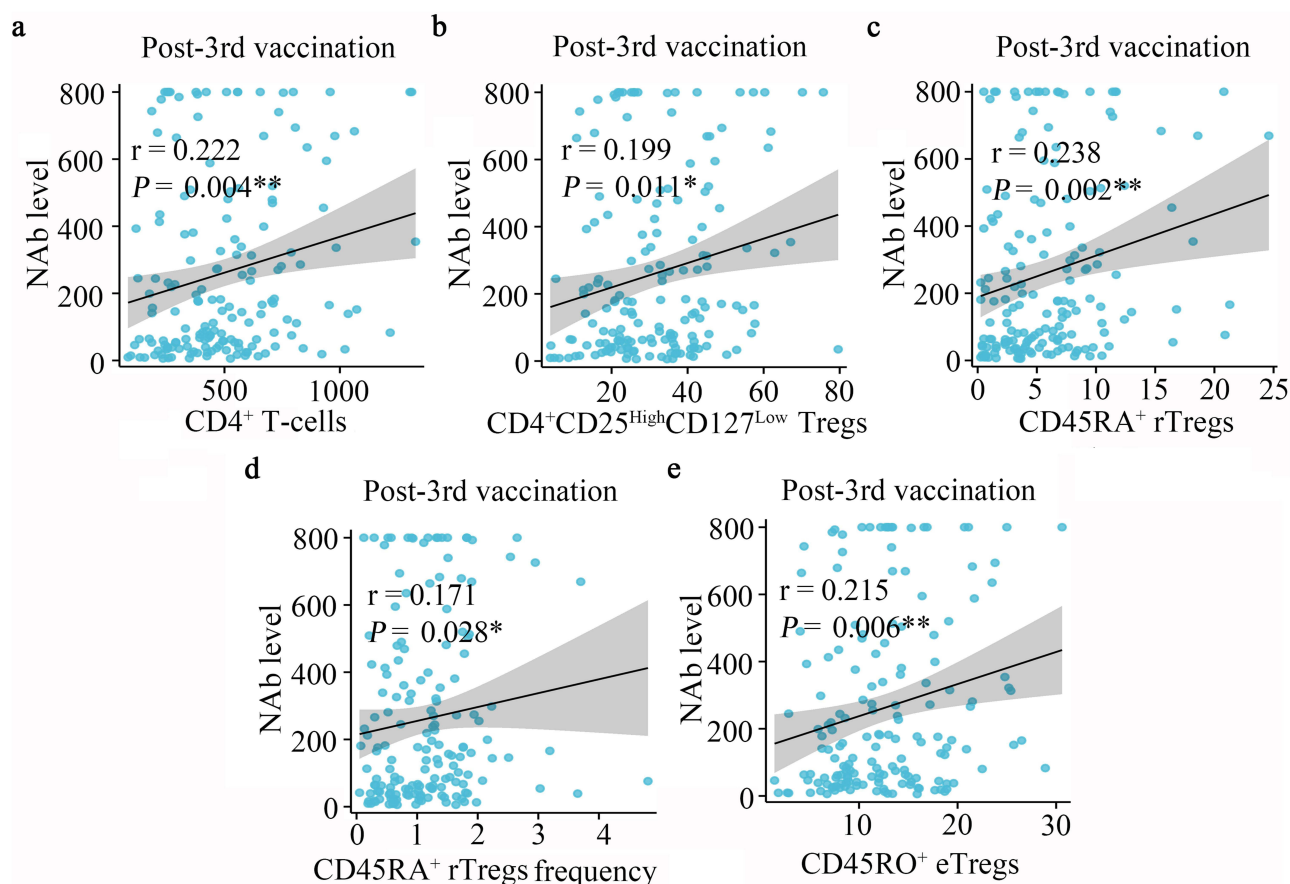 a
Post-3rd vaccination
NAb level
800
600
400
200
0
r = 0.222
P = 0.004**
500
1000
CD4⁺ T-cells
b
Post-3rd vaccination
NAb level
800
600
400
200
0
r = 0.199
P = 0.011*
20
40
60
80
CD4⁺CD25ᴴⁱᵍʰCD127ᴸᵒʷ Tregs
c
Post-3rd vaccination
NAb level
800
600
400
200
0
r = 0.238
P = 0.002**
0
5
10
15
20
25
CD45RA⁺ rTregs
d
Post-3rd vaccination
NAb level
800
600
400
200
0
r = 0.171
P = 0.028*
0
1
2
3
4
CD45RA⁺ rTregs frequency
e
Post-3rd vaccination
NAb level
800
600
400
200
0
r = 0.215
P = 0.006**
10
20
30
CD45RO⁺ eTregs